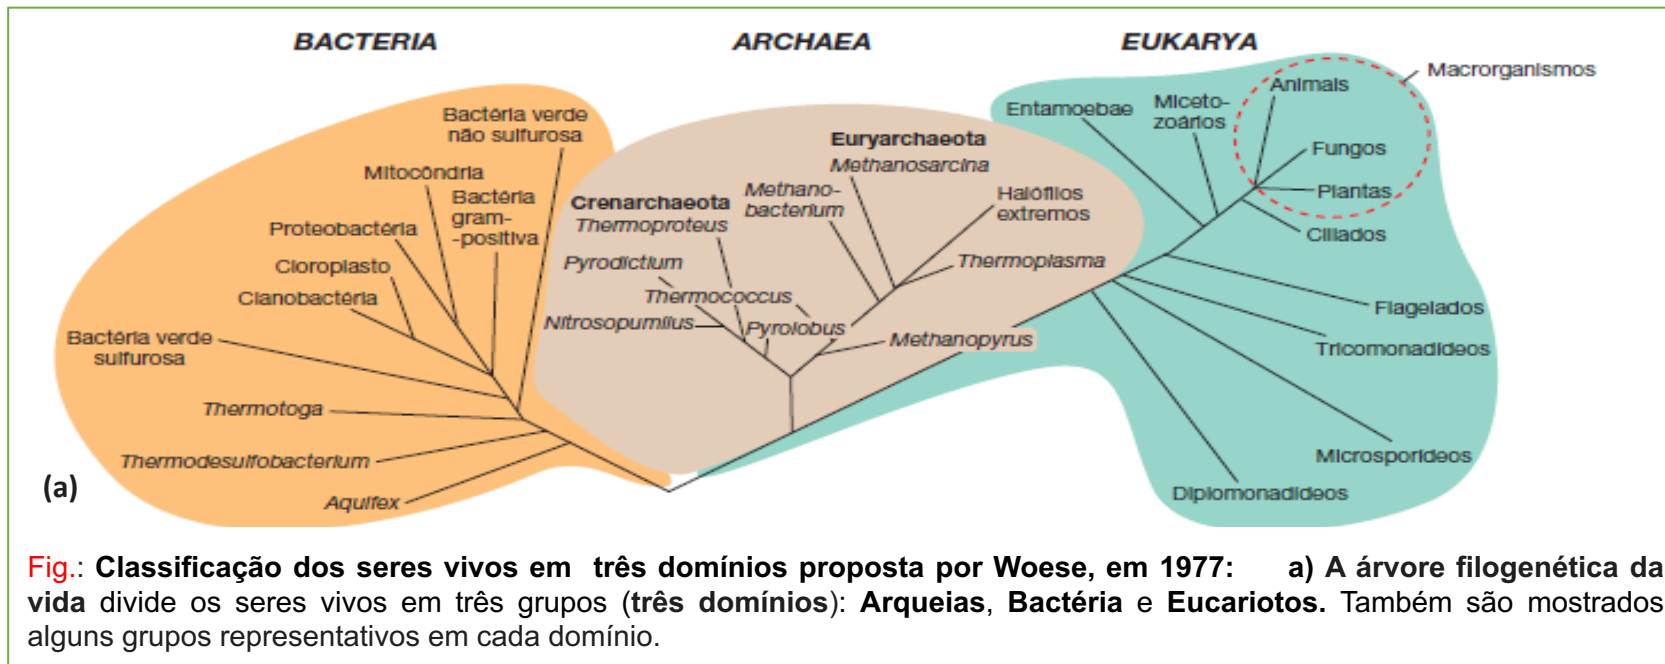 BACTERIA
ARCHAEA
EUKARYA
Bactéria verde
não sulfurosa
Mitocôndria
Bactéria
gram-
-positiva
Proteobactéria
Cloroplasto
Cianobactéria
Bactéria verde
sulfurosa
Thermotoga
Thermodesulfobacterium
Aquifex
(a)
Crenarchaeota
Thermoproteus
Pyrodictium
Thermococcus
Nitrosopumilus
Pyrolobus
Euryarchaeota
Methanosarcina
Methano-
bacterium
Halófilos
extremos
Thermoplasma
Methanopyrus
Entamoebae
Miceto-
zoários
Animais
Macrorganismos
Fungos
Plantas
Ciliados
Flagelados
Tricomonadídeos
Microsporídeos
Diplomonadídeos
Fig.: Classificação dos seres vivos em três domínios proposta por Woese, em 1977: a) A árvore filogenética da
vida divide os seres vivos em três grupos (três domínios): Arqueias, Bactéria e Eucariotos. Também são mostrados
alguns grupos representativos em cada domínio.